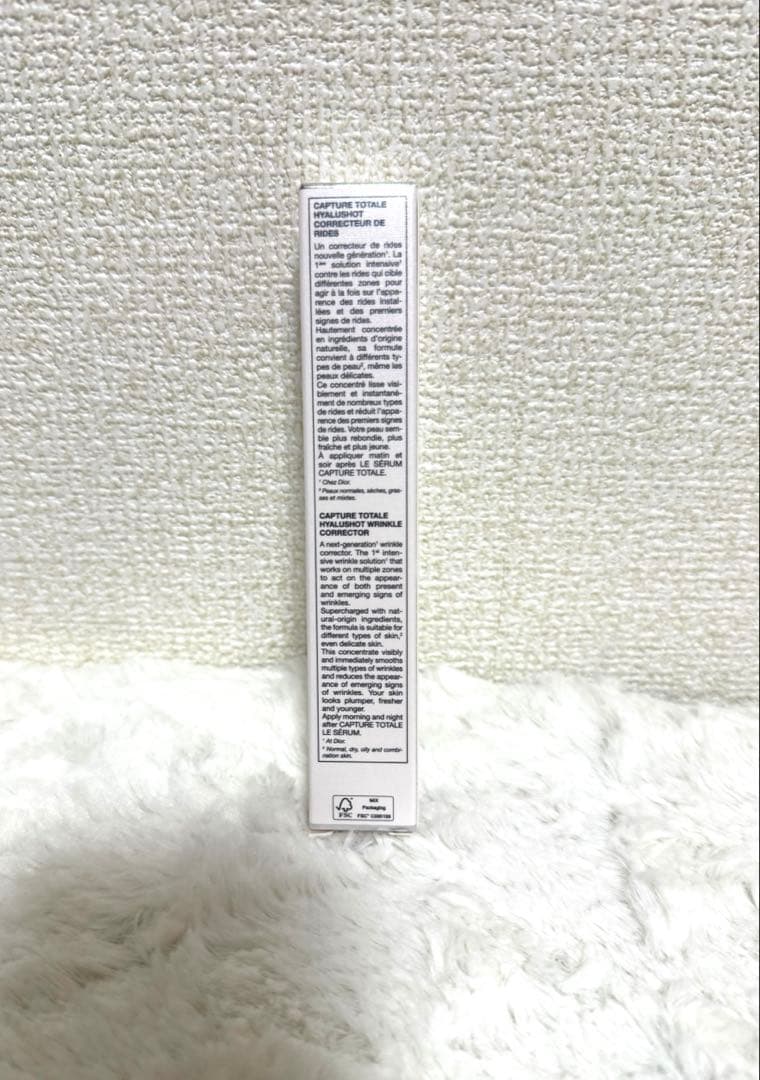 CAPTURE TOTALE
HYALUSHOT
CORRECTEUR DE
RIDES
Un correcteur de rides
nouvelle génération¹. La
1ère solution intensive¹
contre les rides qui cible
différentes zones pour
agir à la fois sur l'appa-
rence des rides instal-
lées et des premiers
signes de rides.
Hautement concentrée
en ingrédients d'origine
naturelle, sa formule
convient à différents ty-
pes de peau², même les
peaux délicates.
Ce concentré lisse visi-
blement et instantané-
ment de nombreux types
de rides et réduit l'appa-
rence des premiers signes
de rides. Votre peau sem-
ble plus rebondie, plus
fraîche et plus jeune.
À appliquer matin et
soir après LE SÉRUM
CAPTURE TOTALE.
¹ Chez Dior.
² Peaux normales, sèches, gras-
ses et mixtes.
CAPTURE TOTALE
HYALUSHOT WRINKLE
CORRECTOR
A next-generation¹ wrinkle
corrector. The 1st inten-
sive wrinkle solution¹ that
works on multiple zones
to act on the appear-
ance of both present
and emerging signs of
wrinkles.
Supercharged with nat-
ural-origin ingredients,
the formula is suitable for
different types of skin,²
even delicate skin.
This concentrate visibly
and immediately smooths
multiple types of wrinkles
and reduces the appear-
ance of emerging signs
of wrinkles. Your skin
looks plumper, fresher
and younger.
Apply morning and night
after CAPTURE TOTALE
LE SÉRUM.
¹ At Dior.
² Normal, dry, oily and combi-
nation skin.
MIX
Packaging
FSC FSC®